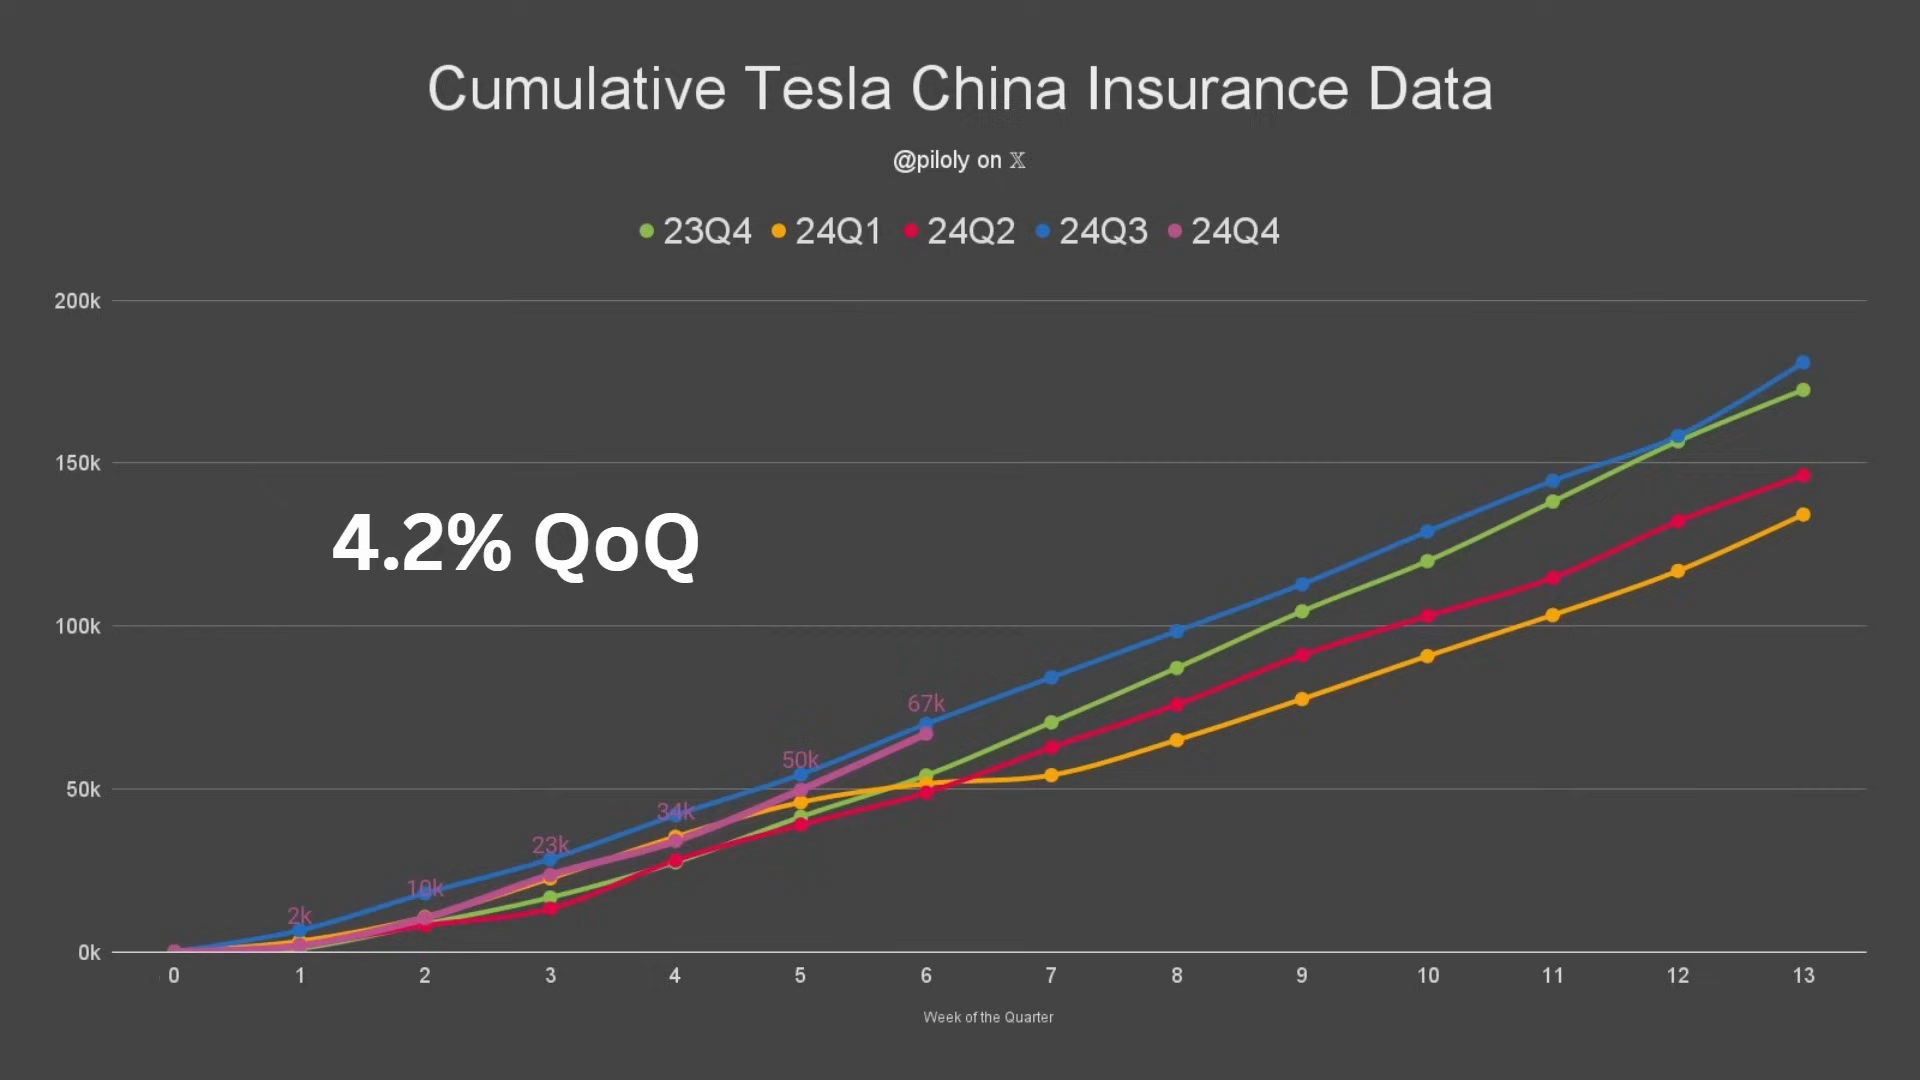 Cumulative Tesla China Insurance Data
@piloly on 𝕏
23Q4 24Q1 24Q2 24Q3 24Q4
200k
150k
4.2% QoQ
100k
67k
50k
50k
34k
23k
10k
2k
0k
0 1 2 3 4 5 6 7 8 9 10 11 12 13
Week of the Quarter